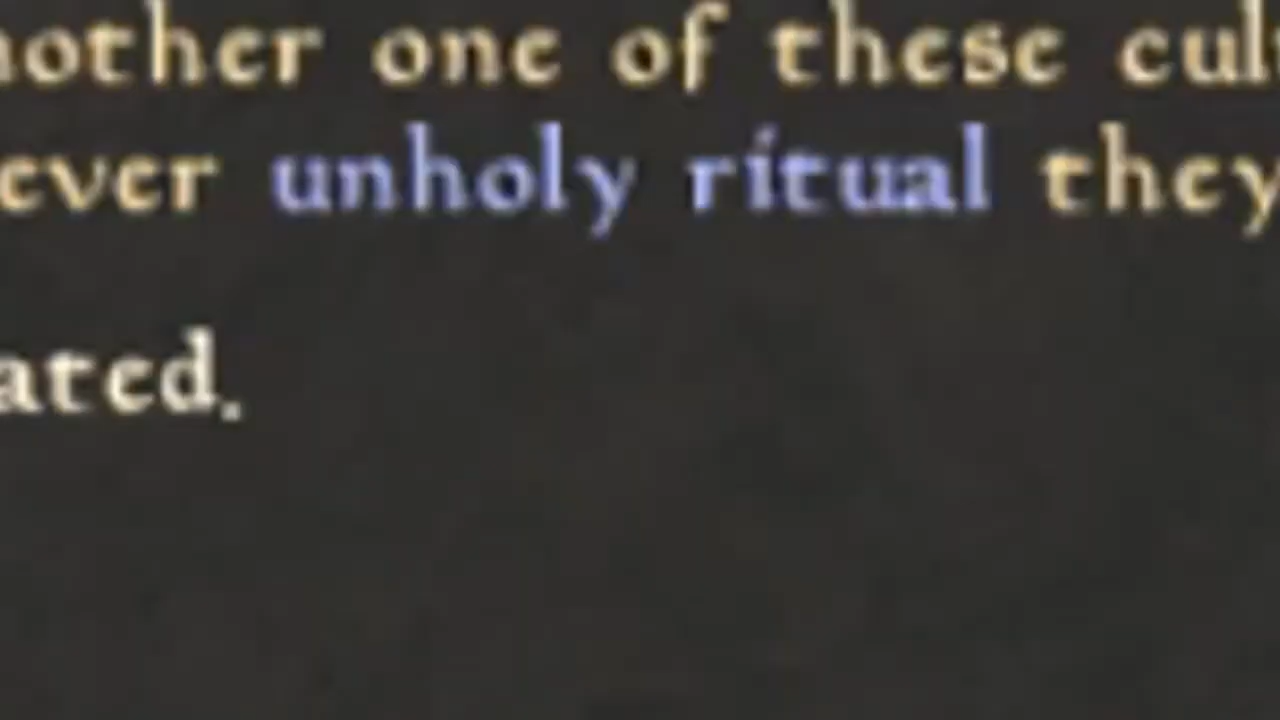 nother one of these cul
ever unholy ritual they
ated.